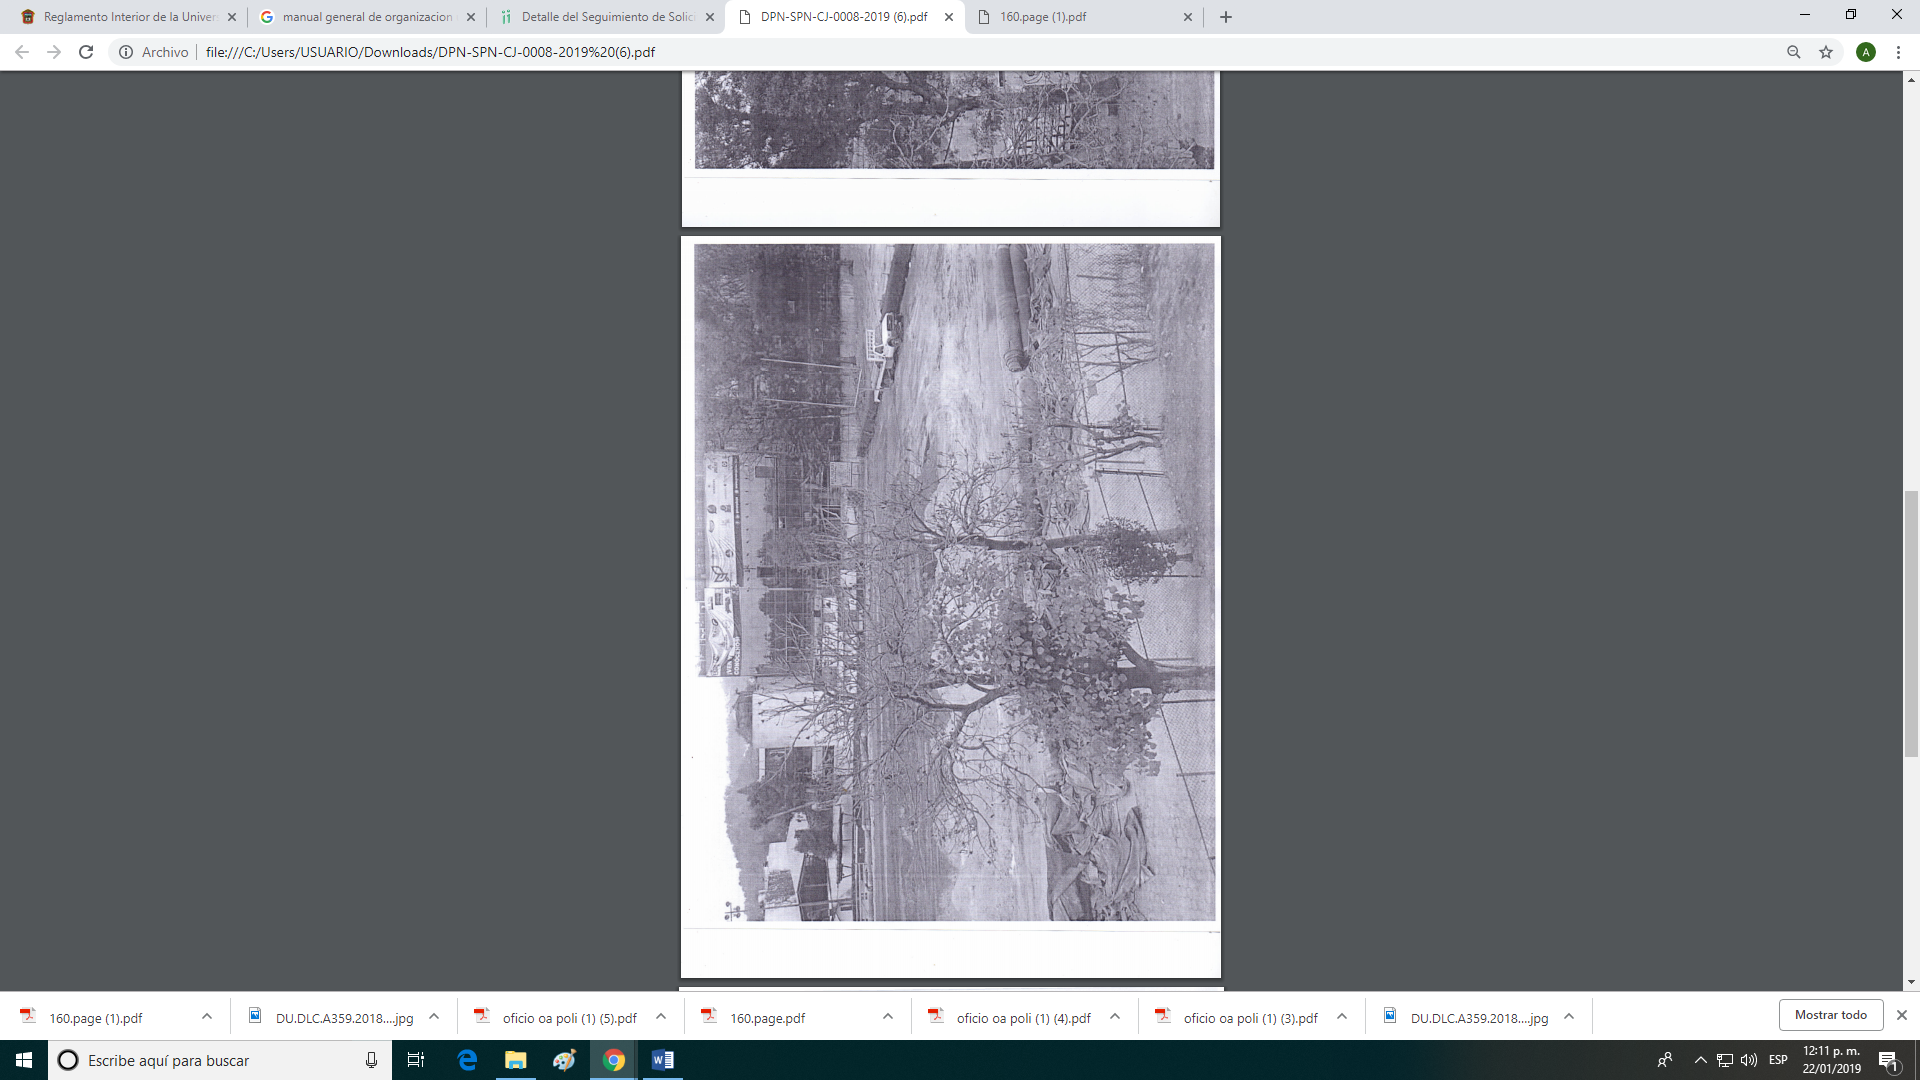 Reglamento Interior de la Univers
manual general de organizacion
Detalle del Seguimiento de Solici
DPN-SPN-CJ-0008-2019 (6).pdf
160.page (1).pdf
Archivo
file:///C:/Users/USUARIO/Downloads/DPN-SPN-CJ-0008-2019%20(6).pdf
A
160.page (1).pdf
DU.DLC.A359.2018....jpg
oficio oa poli (1) (5).pdf
160.page.pdf
oficio oa poli (1) (4).pdf
oficio oa poli (1) (3).pdf
DU.DLC.A359.2018....jpg
Mostrar todo
Escribe aquí para buscar
ESP
12:11 p. m.
22/01/2019
1